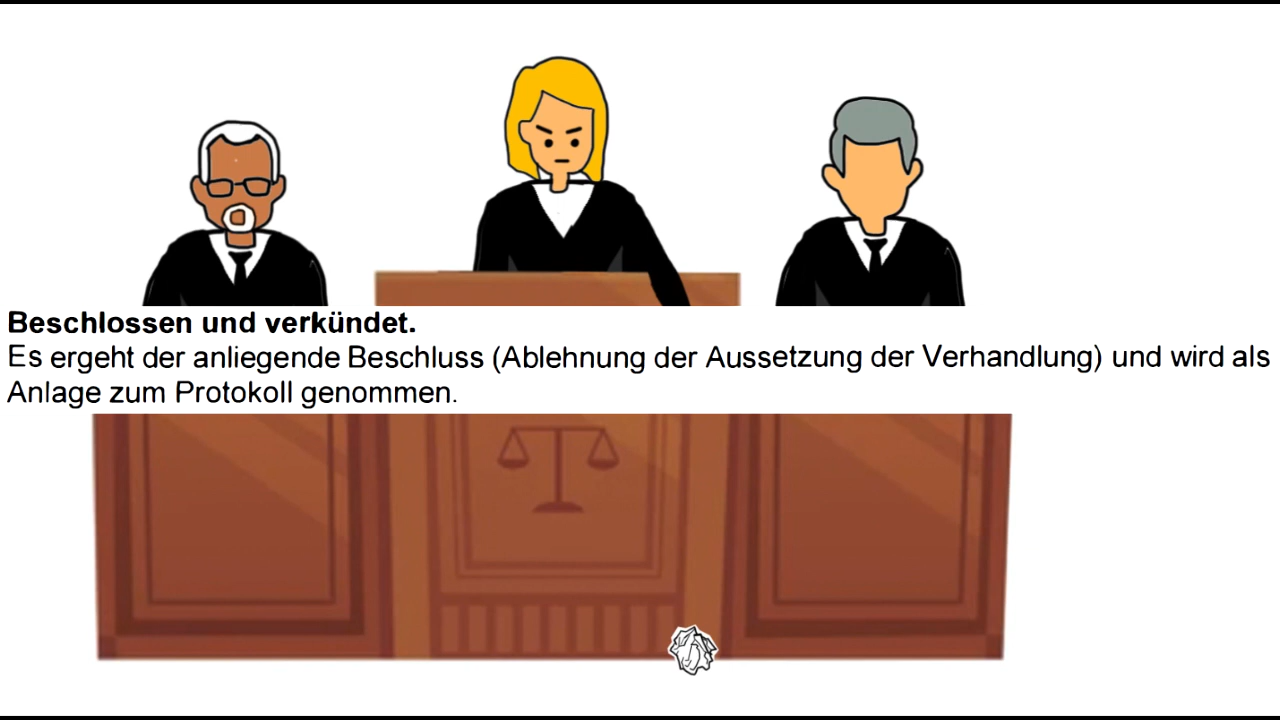 Beschlossen und verkündet.
Es ergeht der anliegende Beschluss (Ablehnung der Aussetzung der Verhandlung) und wird als
Anlage zum Protokoll genommen.